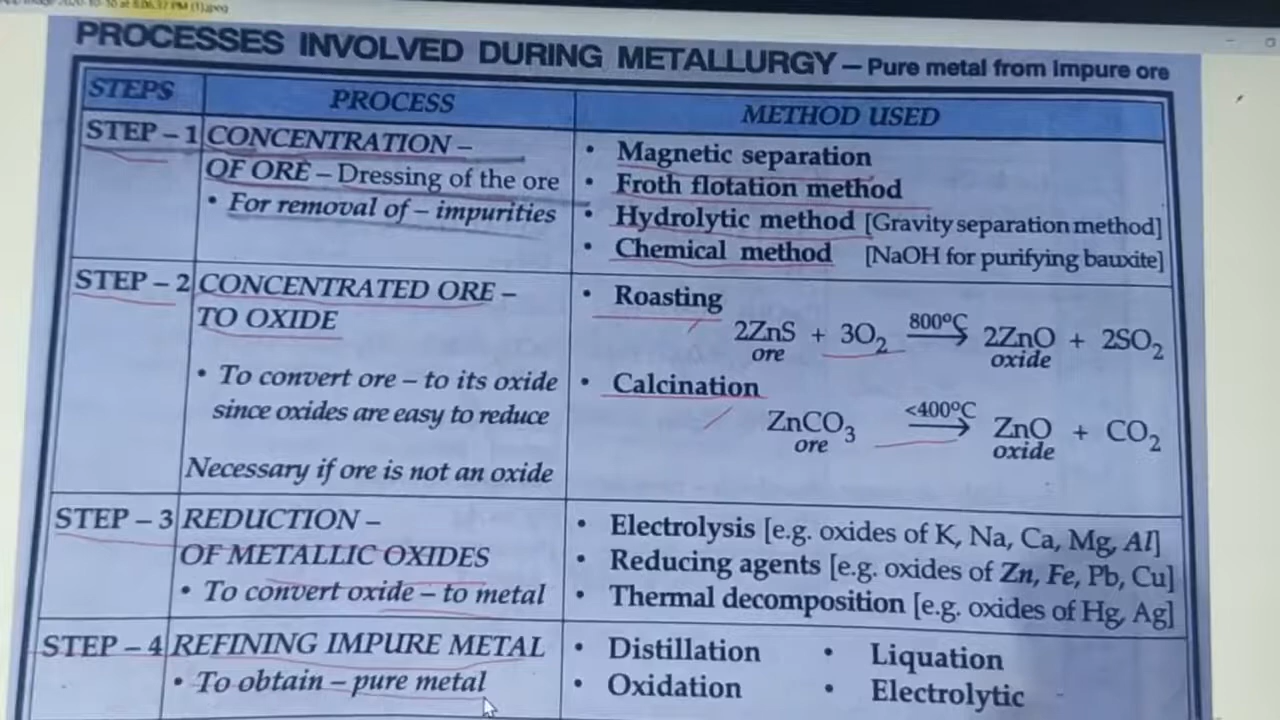 8.06.37 PM (1).jpeg
PROCESSES INVOLVED DURING METALLURGY – Pure metal from Impure ore
STEPS PROCESS METHOD USED
STEP – 1 CONCENTRATION –
OF ORE – Dressing of the ore
• For removal of – impurities
• Magnetic separation
• Froth flotation method
• Hydrolytic method [Gravity separation method]
• Chemical method [NaOH for purifying bauxite]
STEP – 2 CONCENTRATED ORE –
TO OXIDE
• To convert ore – to its oxide
since oxides are easy to reduce
Necessary if ore is not an oxide
• Roasting
800°C
2ZnS + 3O₂ → 2ZnO + 2SO₂
ore oxide
• Calcination
<400°C
ZnCO₃ → ZnO + CO₂
ore oxide
STEP – 3 REDUCTION –
OF METALLIC OXIDES
• To convert oxide – to metal
• Electrolysis [e.g. oxides of K, Na, Ca, Mg, Al]
• Reducing agents [e.g. oxides of Zn, Fe, Pb, Cu]
• Thermal decomposition [e.g. oxides of Hg, Ag]
STEP – 4 REFINING IMPURE METAL
• To obtain – pure metal
• Distillation • Liquation
• Oxidation • Electrolytic